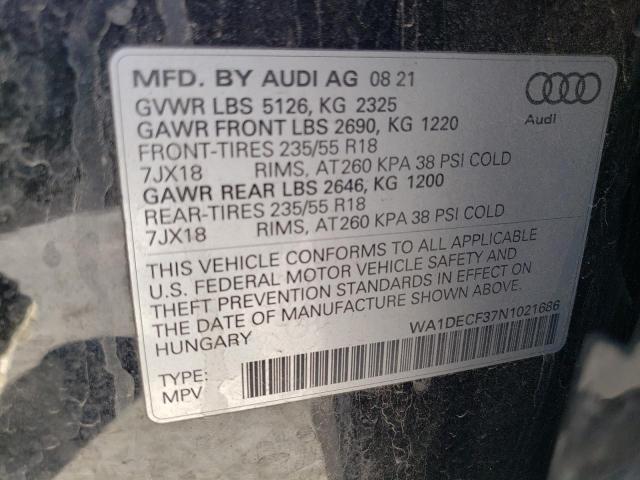 MFD. BY AUDI AG 08 21
Audi
GVWR LBS 5126, KG 2325
GAWR FRONT LBS 2690, KG 1220
FRONT-TIRES 235/55 R18
7JX18 RIMS, AT260 KPA 38 PSI COLD
GAWR REAR LBS 2646, KG 1200
REAR-TIRES 235/55 R18
7JX18 RIMS, AT260 KPA 38 PSI COLD
THIS VEHICLE CONFORMS TO ALL APPLICABLE
U.S. FEDERAL MOTOR VEHICLE SAFETY AND
THEFT PREVENTION STANDARDS IN EFFECT ON
THE DATE OF MANUFACTURE SHOWN ABOVE.
HUNGARY
WA1DECF37N1021686
TYPE:
MPV